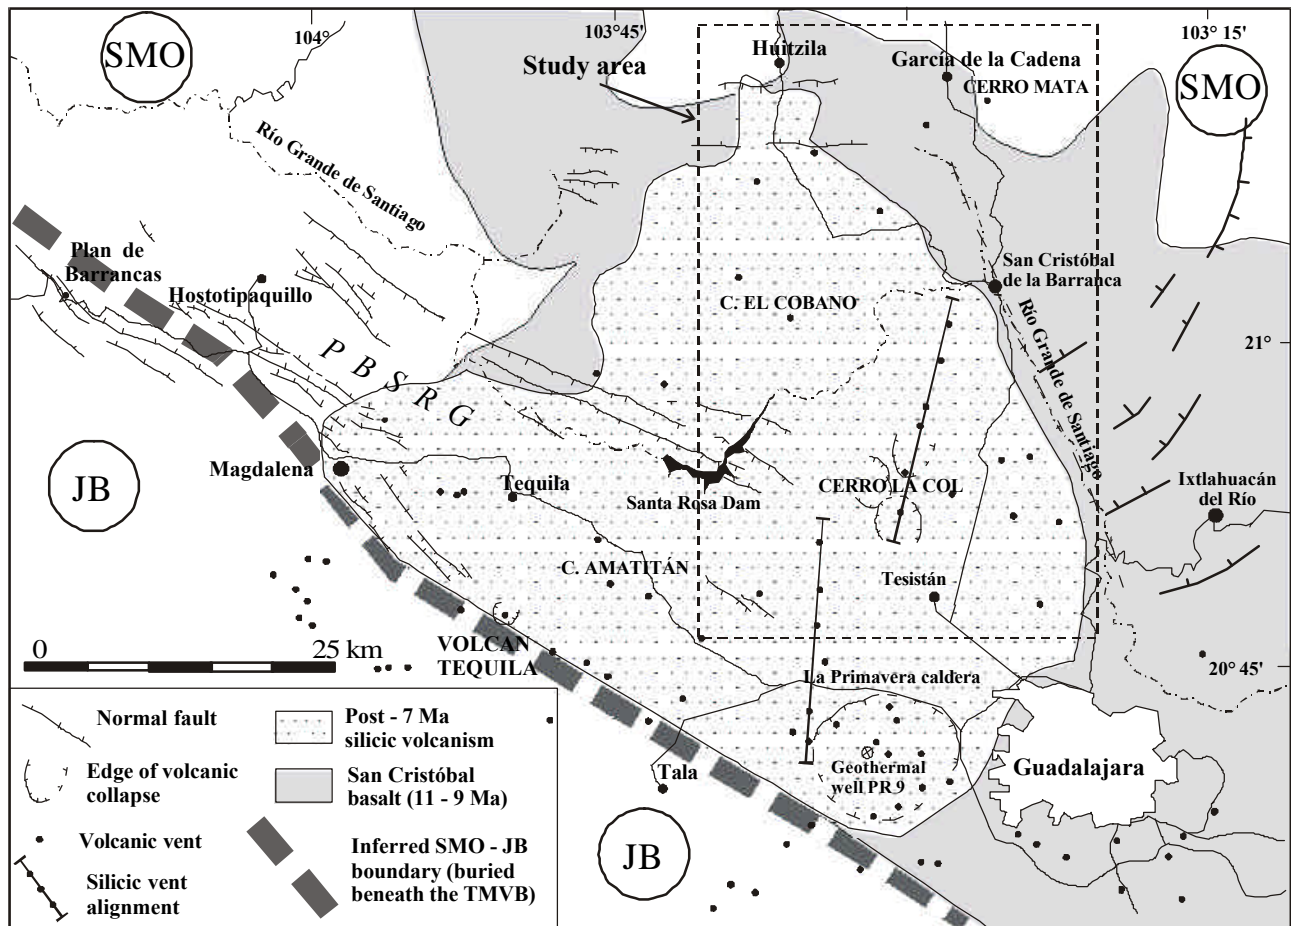 104°
103°45'
103° 15'
SMO
Huitzila
García de la Cadena
Study area
CERRO MATA
SMO
Río Grande de Santiago
Plan de
Barrancas
San Cristóbal
de la Barranca
Hostotipaquillo
C. EL COBANO
Río Grande de Santiago
21°
PBSRG
JB
Magdalena
Tequila
Santa Rosa Dam
CERRO LA COL
Ixtlahuacán
del Río
C. AMATITÁN
Tesistán
0
25 km
VOLCAN
TEQUILA
La Primavera caldera
20° 45'
Tala
Geothermal
well PR 9
Guadalajara
JB
Normal fault
Edge of volcanic
collapse
Volcanic vent
Silicic vent
alignment
Post - 7 Ma
silicic volcanism
San Cristóbal
basalt (11 - 9 Ma)
Inferred SMO - JB
boundary (buried
beneath the TMVB)